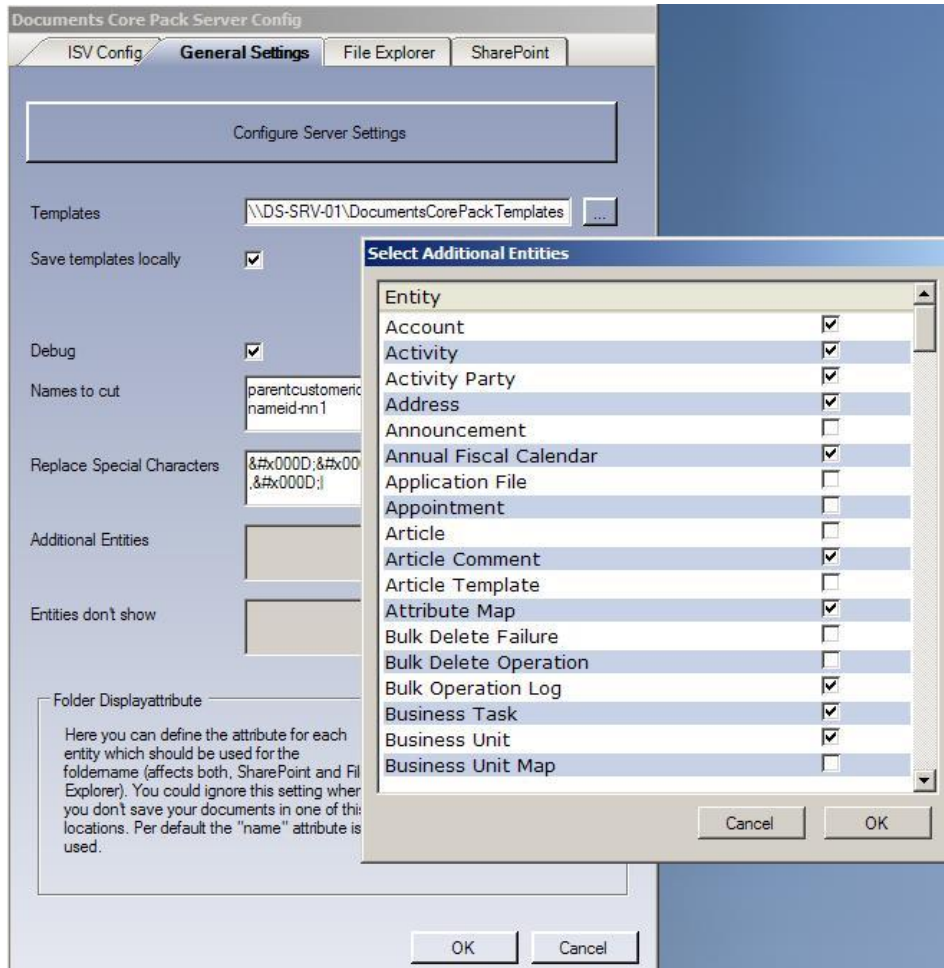 Documents Core Pack Server Config
ISV Config
General Settings
File Explorer
SharePoint
Configure Server Settings
Templates
\\DS-SRV-01\DocumentsCorePackTemplates
...
Save templates locally
Debug
Names to cut
parentcustomerid
nameid-nn1
Replace Special Characters
&#x000D;&#x00
,&#x000D;|
Additional Entities
Entities don't show
Folder Displayattribute
Here you can define the attribute for each
entity which should be used for the
foldername (affects both, SharePoint and Fil
Explorer). You could ignore this setting when
you don't save your documents in one of this
locations. Per default the "name" attribute is
used.
OK
Cancel
Select Additional Entities
Entity
Account
Activity
Activity Party
Address
Announcement
Annual Fiscal Calendar
Application File
Appointment
Article
Article Comment
Article Template
Attribute Map
Bulk Delete Failure
Bulk Delete Operation
Bulk Operation Log
Business Task
Business Unit
Business Unit Map
Cancel
OK